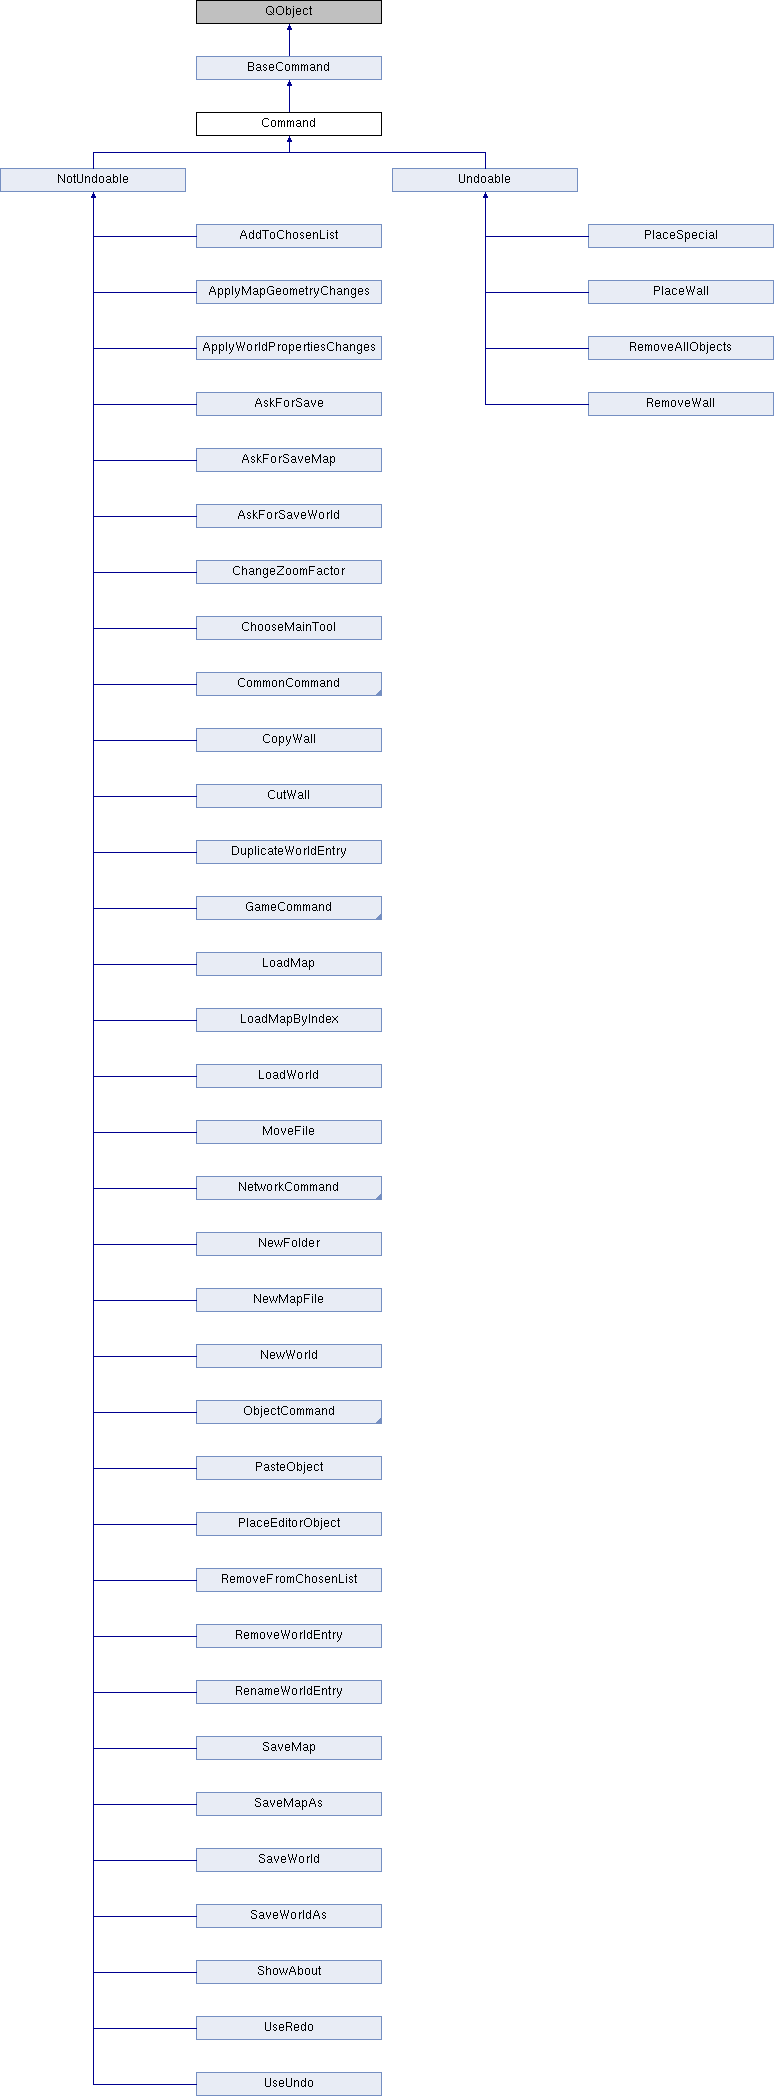 QObject
BaseCommand
Command
NotUndoable
Undoable
AddToChosenList
PlaceSpecial
ApplyMapGeometryChanges
PlaceWall
ApplyWorldPropertiesChanges
RemoveAllObjects
AskForSave
RemoveWall
AskForSaveMap
AskForSaveWorld
ChangeZoomFactor
ChooseMainTool
CommonCommand
CopyWall
CutWall
DuplicateWorldEntry
GameCommand
LoadMap
LoadMapByIndex
LoadWorld
MoveFile
NetworkCommand
NewFolder
NewMapFile
NewWorld
ObjectCommand
PasteObject
PlaceEditorObject
RemoveFromChosenList
RemoveWorldEntry
RenameWorldEntry
SaveMap
SaveMapAs
SaveWorld
SaveWorldAs
ShowAbout
UseRedo
UseUndo